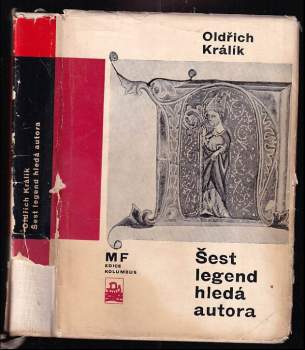 Oldřich
Králík
MF
EDICE
KOLUMBUS
Šest
legend
hledá
autora
Oldřich Králík
Šest legend hledá autora